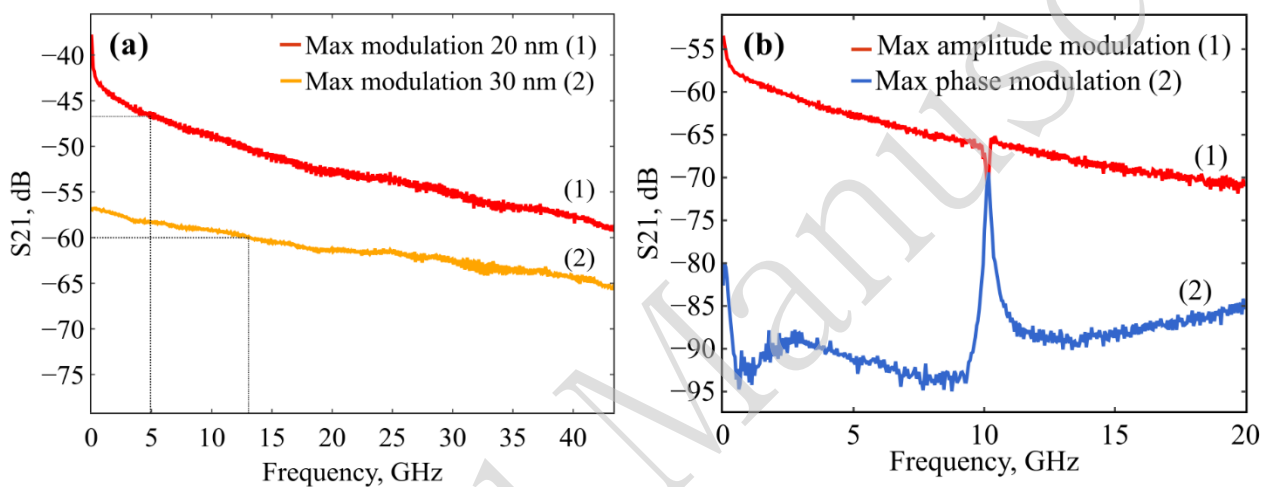 (a)
Max modulation 20 nm (1)
Max modulation 30 nm (2)
S21, dB
−40
−45
−50
−55
−60
−65
−70
−75
(1)
(2)
0 5 10 15 20 25 30 35 40
Frequency, GHz
(b)
Max amplitude modulation (1)
Max phase modulation (2)
S21, dB
−55
−60
−65
−70
−75
−80
−85
−90
−95
(1)
(2)
0 5 10 15 20
Frequency, GHz